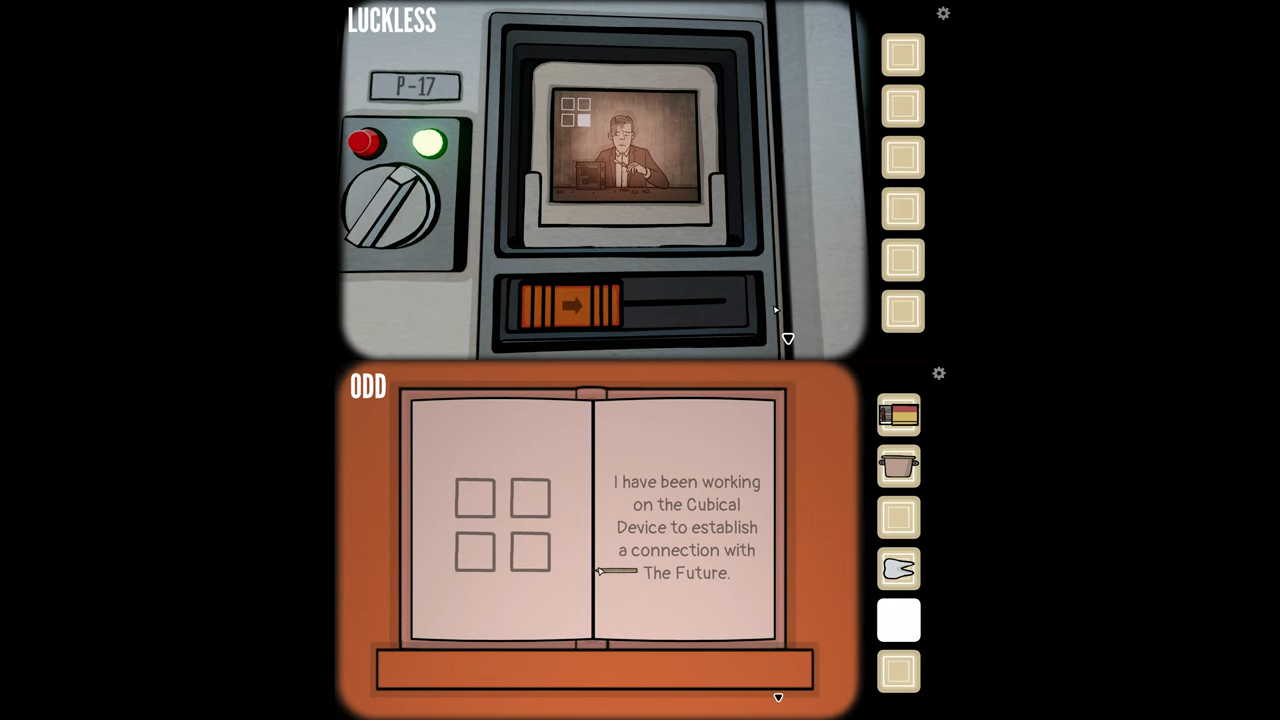 LUCKLESS
P-17
ODD
I have been working
on the Cubical
Device to establish
a connection with
The Future.